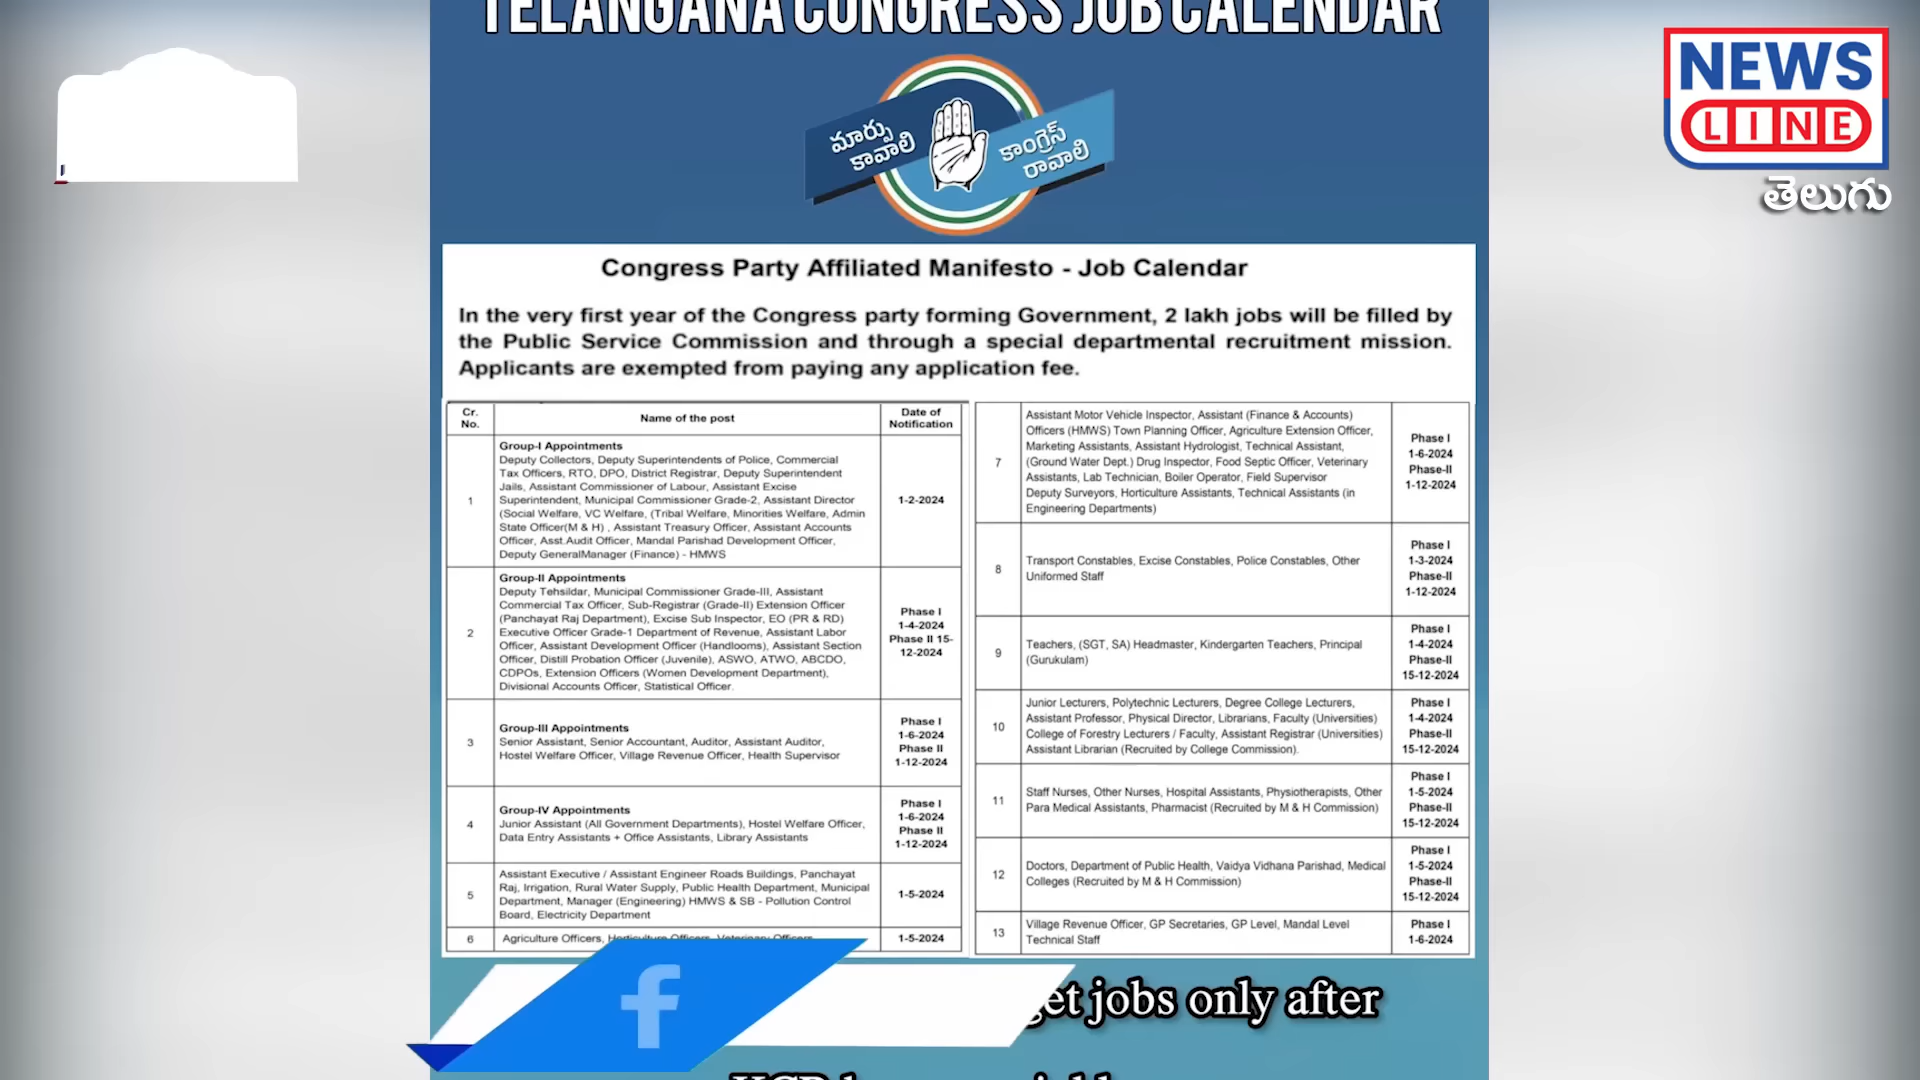 TELANGANA CONGRESS JOB CALENDAR
NEWS
LINE
తెలుగు
మార్పు
కావాలి
కాంగ్రెస్
రావాలి
Congress Party Affiliated Manifesto - Job Calendar
In the very first year of the Congress party forming Government, 2 lakh jobs will be filled by
the Public Service Commission and through a special departmental recruitment mission.
Applicants are exempted from paying any application fee.
Cr.
No.
Name of the post
Date of
Notification
1
Group-I Appointments
Deputy Collectors, Deputy Superintendents of Police, Commercial
Tax Officers, RTO, DPO, District Registrar, Deputy Superintendent
Jails, Assistant Commissioner of Labour, Assistant Excise
Superintendent, Municipal Commissioner Grade-2, Assistant Director
(Social Welfare, VC Welfare, (Tribal Welfare, Minorities Welfare, Admin
State Officer(M & H) , Assistant Treasury Officer, Assistant Accounts
Officer, Asst.Audit Officer, Mandal Parishad Development Officer,
Deputy GeneralManager (Finance) - HMWS
1-2-2024
2
Group-II Appointments
Deputy Tehsildar, Municipal Commissioner Grade-III, Assistant
Commercial Tax Officer, Sub-Registrar (Grade-II) Extension Officer
(Panchayat Raj Department), Excise Sub Inspector, EO (PR & RD)
Executive Officer Grade-1 Department of Revenue, Assistant Labor
Officer, Assistant Development Officer (Handlooms), Assistant Section
Officer, Distill Probation Officer (Juvenile), ASWO, ATWO, ABCDO,
CDPOs, Extension Officers (Women Development Department),
Divisional Accounts Officer, Statistical Officer.
Phase I
1-4-2024
Phase II 15-
12-2024
3
Group-III Appointments
Senior Assistant, Senior Accountant, Auditor, Assistant Auditor,
Hostel Welfare Officer, Village Revenue Officer, Health Supervisor
Phase I
1-6-2024
Phase II
1-12-2024
4
Group-IV Appointments
Junior Assistant (All Government Departments), Hostel Welfare Officer,
Data Entry Assistants + Office Assistants, Library Assistants
Phase I
1-6-2024
Phase II
1-12-2024
5
Assistant Executive / Assistant Engineer Roads Buildings, Panchayat
Raj, Irrigation, Rural Water Supply, Public Health Department, Municipal
Department, Manager (Engineering) HMWS & SB - Pollution Control
Board, Electricity Department
1-5-2024
6
Agriculture Officers, Horticulture Officers, Veterinary Officers
1-5-2024
7
Assistant Motor Vehicle Inspector, Assistant (Finance & Accounts)
Officers (HMWS) Town Planning Officer, Agriculture Extension Officer,
Marketing Assistants, Assistant Hydrologist, Technical Assistant,
(Ground Water Dept.) Drug Inspector, Food Septic Officer, Veterinary
Assistants, Lab Technician, Boiler Operator, Field Supervisor
Deputy Surveyors, Horticulture Assistants, Technical Assistants (in
Engineering Departments)
Phase I
1-6-2024
Phase-II
1-12-2024
8
Transport Constables, Excise Constables, Police Constables, Other
Uniformed Staff
Phase I
1-3-2024
Phase-II
1-12-2024
9
Teachers, (SGT, SA) Headmaster, Kindergarten Teachers, Principal
(Gurukulam)
Phase I
1-4-2024
Phase-II
15-12-2024
10
Junior Lecturers, Polytechnic Lecturers, Degree College Lecturers,
Assistant Professor, Physical Director, Librarians, Faculty (Universities)
College of Forestry Lecturers / Faculty, Assistant Registrar (Universities)
Assistant Librarian (Recruited by College Commission).
Phase I
1-4-2024
Phase-II
15-12-2024
11
Staff Nurses, Other Nurses, Hospital Assistants, Physiotherapists, Other
Para Medical Assistants, Pharmacist (Recruited by M & H Commission)
Phase I
1-5-2024
Phase-II
15-12-2024
12
Doctors, Department of Public Health, Vaidya Vidhana Parishad, Medical
Colleges (Recruited by M & H Commission)
Phase I
1-5-2024
Phase-II
15-12-2024
13
Village Revenue Officer, GP Secretaries, GP Level, Mandal Level
Technical Staff
Phase I
1-6-2024
f
jobs only after